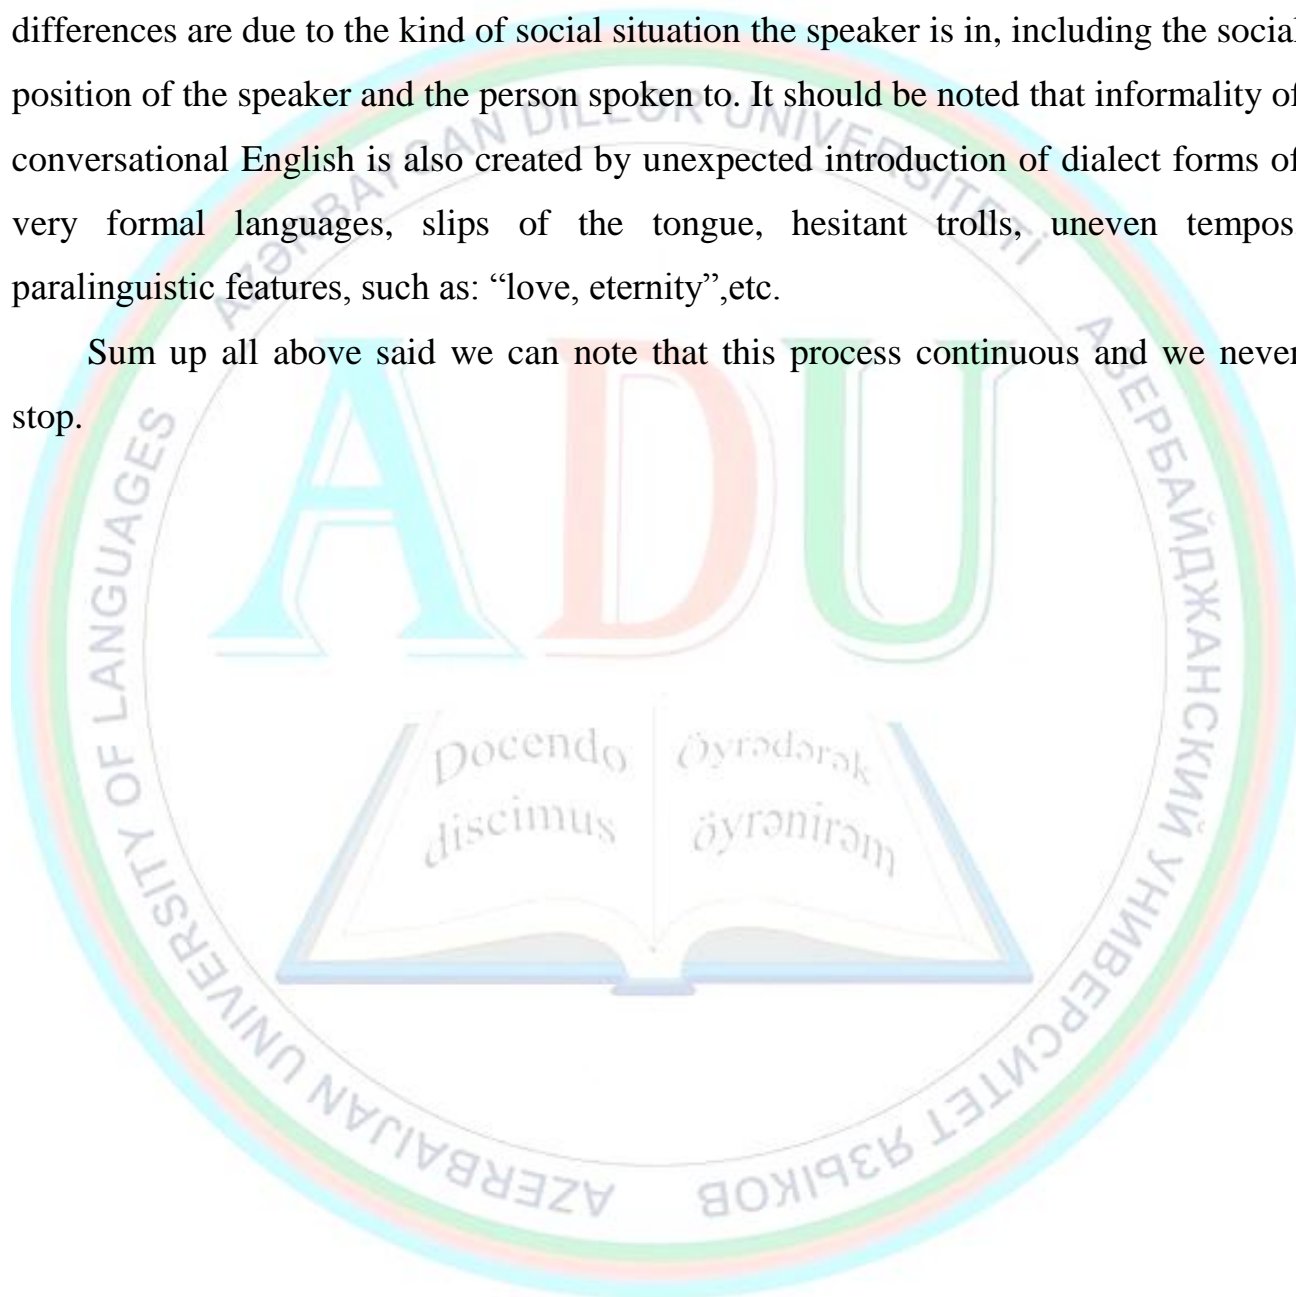 differences are due to the kind of social situation the speaker is in, including the social
position of the speaker and the person spoken to. It should be noted that informality of
conversational English is also created by unexpected introduction of dialect forms of
very formal languages, slips of the tongue, hesitant trolls, uneven tempos
paralinguistic features, such as: “love, eternity”,etc.
Sum up all above said we can note that this process continuous and we never
stop.
AZƏRBAYCAN DİLLƏR UNİVERSİTETİ
АЗЕРБАЙДЖАНСКИЙ УНИВЕРСИТЕТ ЯЗЫКОВ
AZERBAIJAN UNIVERSITY OF LANGUAGES
ADU
Docendo
discimus
Öyrədərək
öyrənirəm